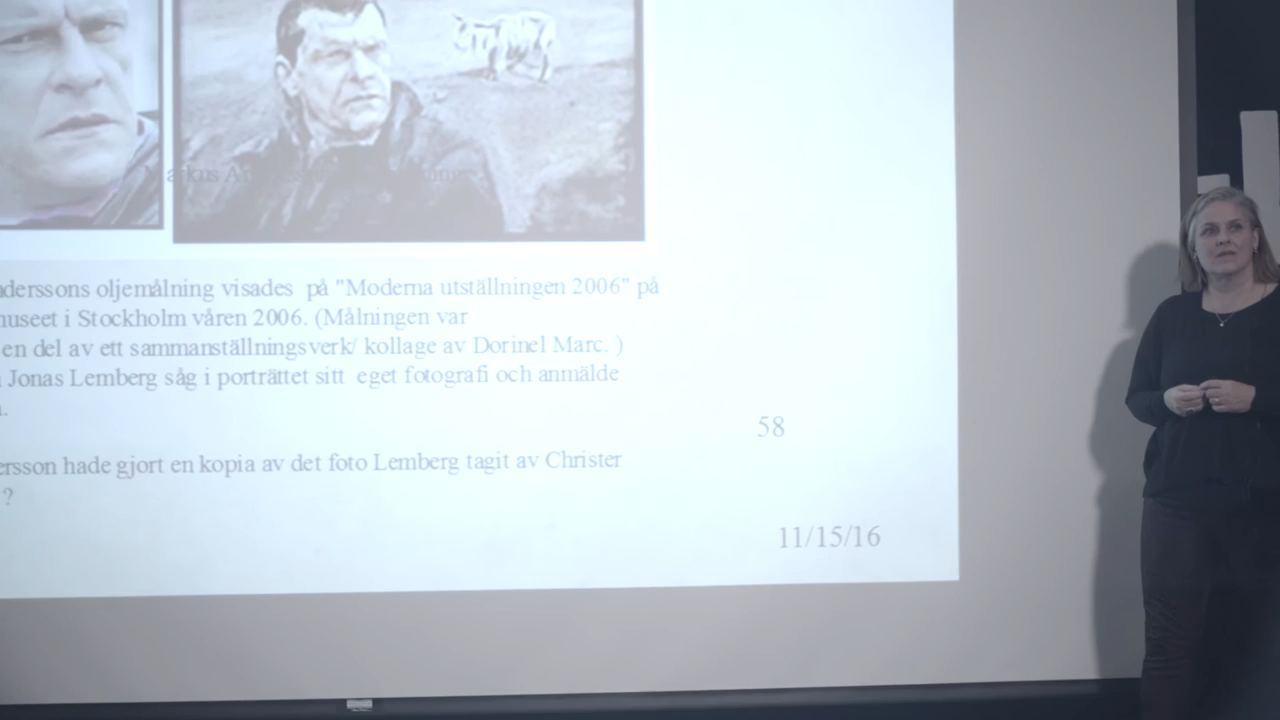 Markus
nderssons oljemålning visades på "Moderna utställningen 2006" på
museet i Stockholm våren 2006. (Målningen var
en del av ett sammanställningsverk/ kollage av Dorinel Marc. )
Jonas Lemberg såg i porträttet sitt eget fotografi och anmälde
58
ersson hade gjort en kopia av det foto Lemberg tagit av Christer
?
11/15/16